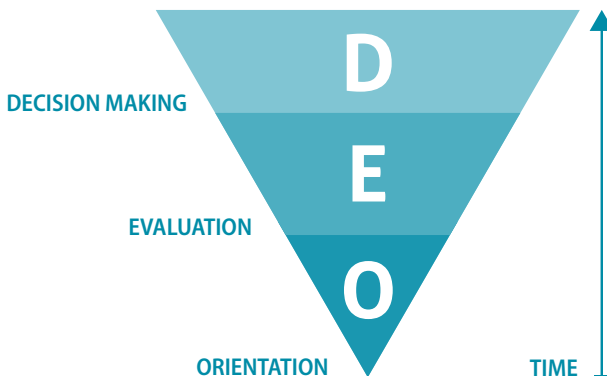 D
DECISION MAKING
E
EVALUATION
O
ORIENTATION
TIME